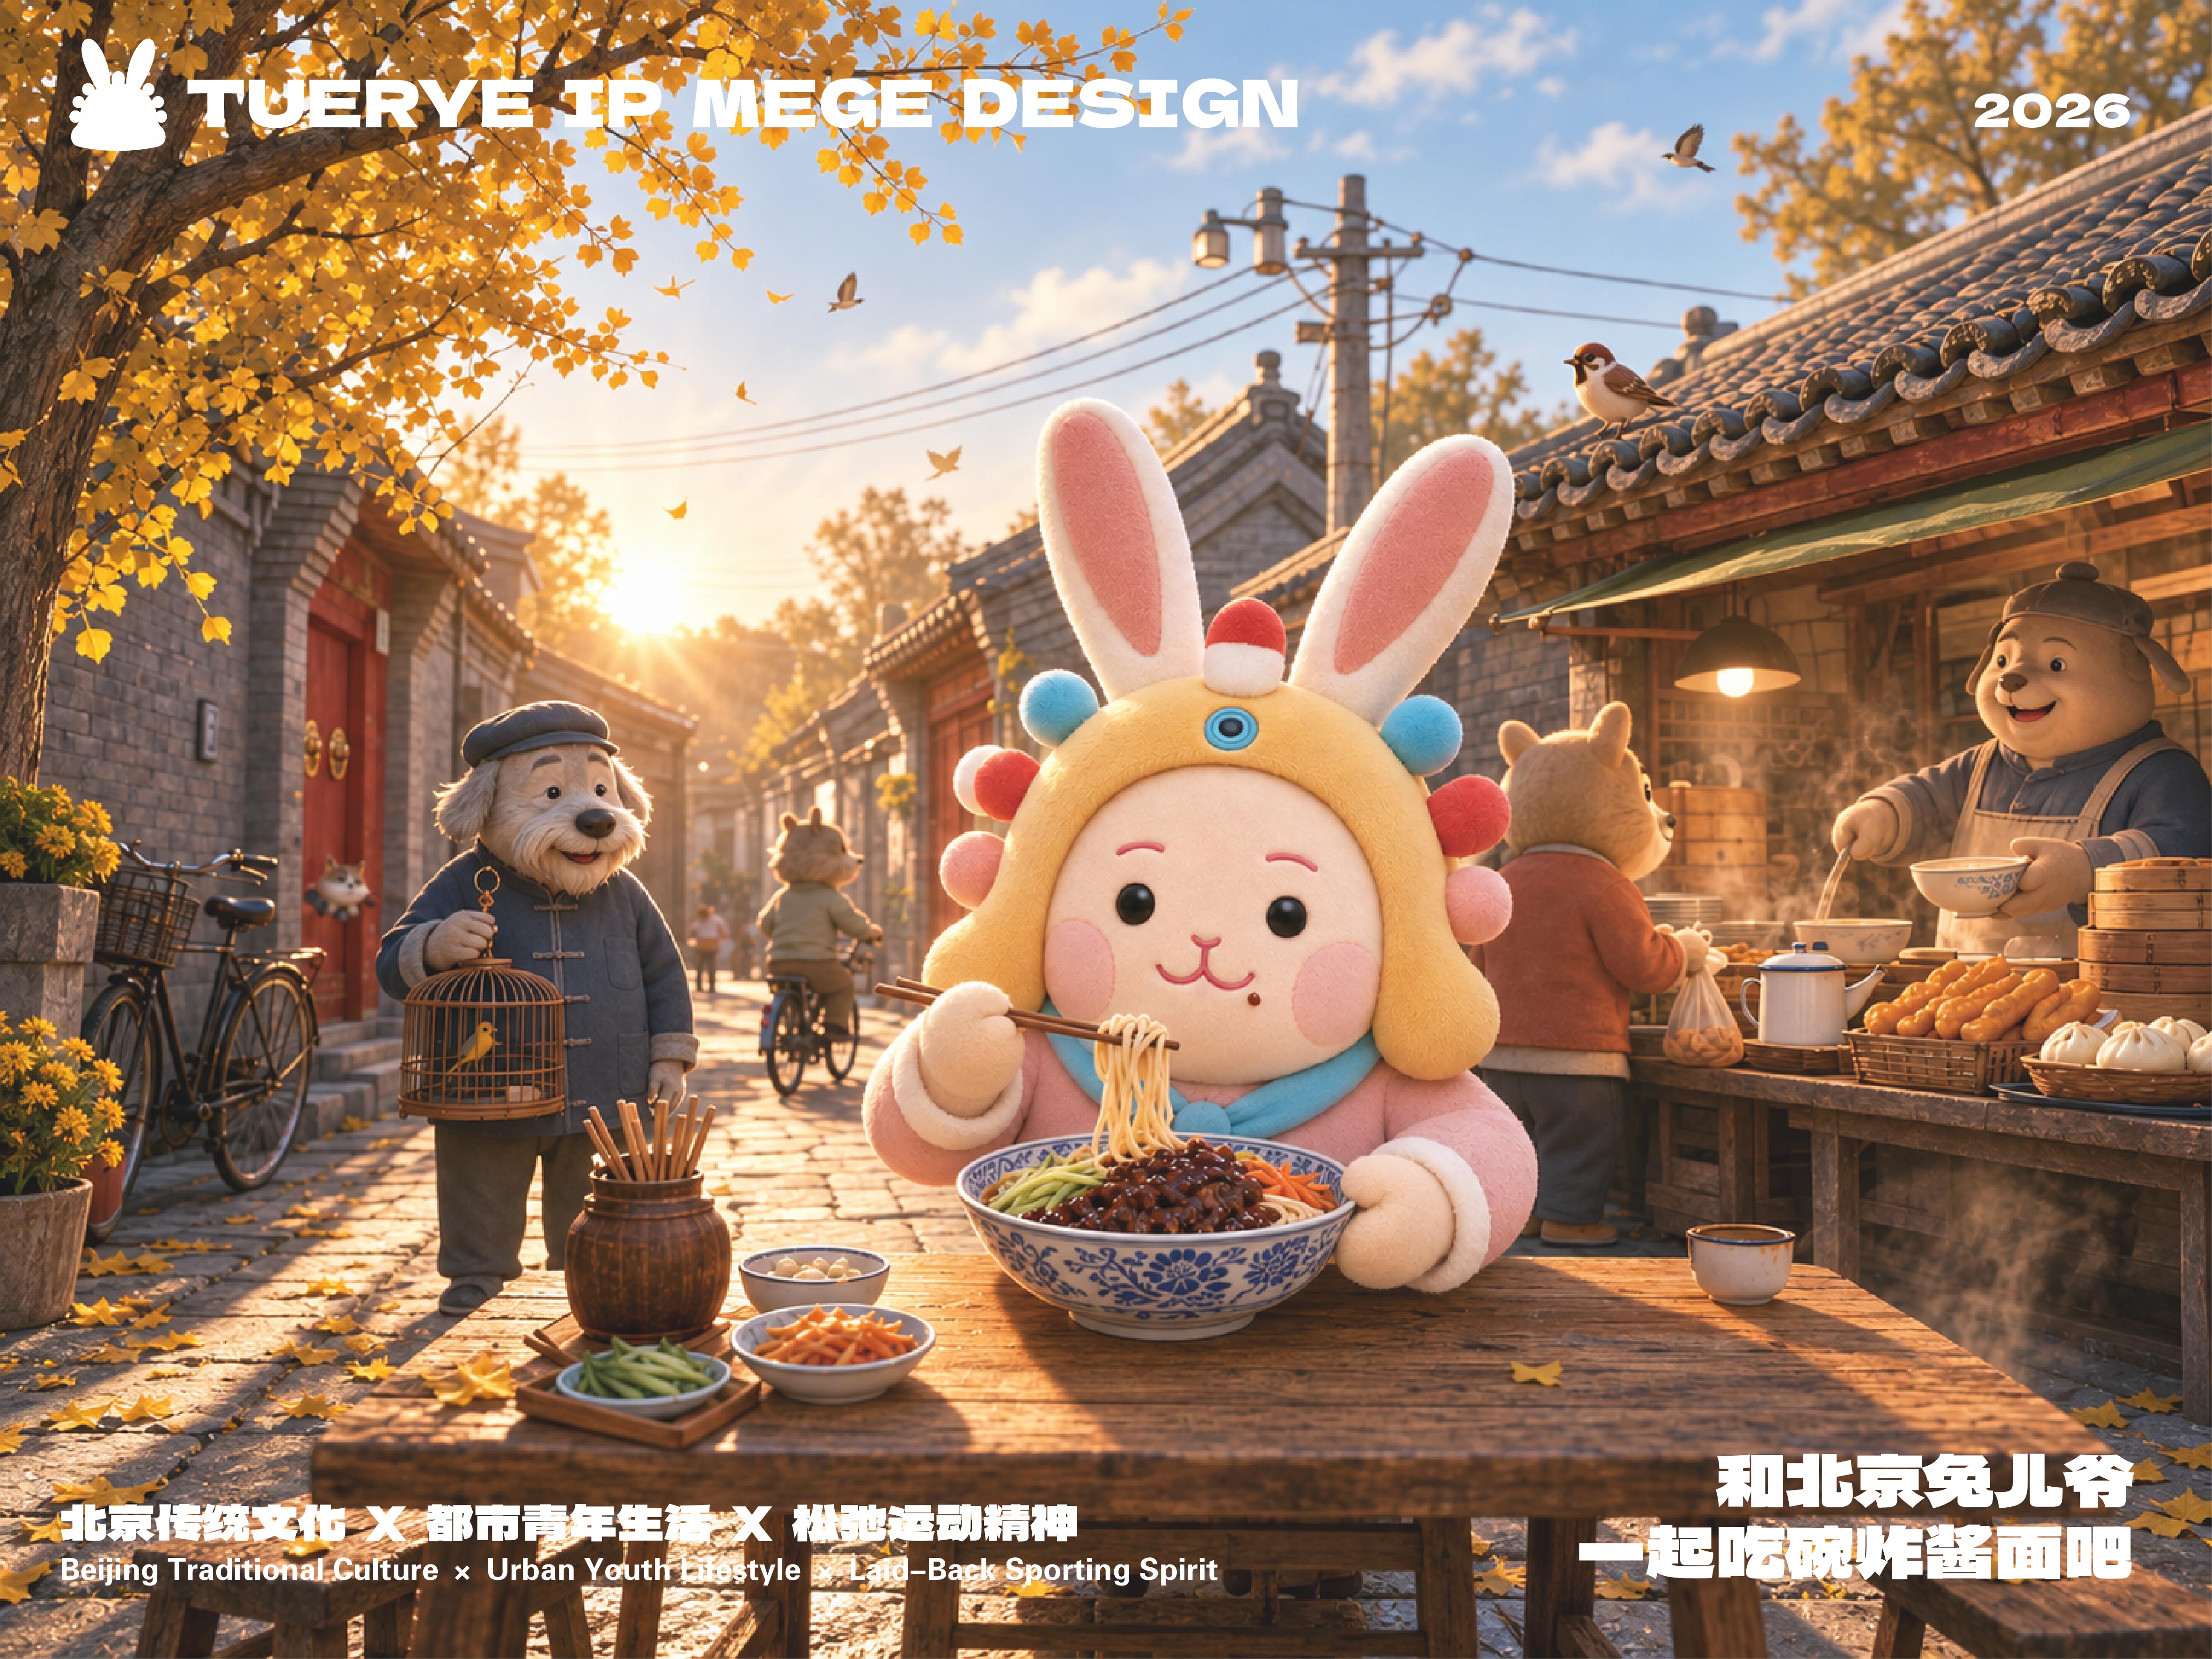 TUERYE IP MEGE DESIGN
2026
北京传统文化 X 都市青年生活 X 松弛运动精神
Beijing Traditional Culture × Urban Youth Lifestyle × Laid-Back Sporting Spirit
和北京兔儿爷
一起吃碗炸酱面吧